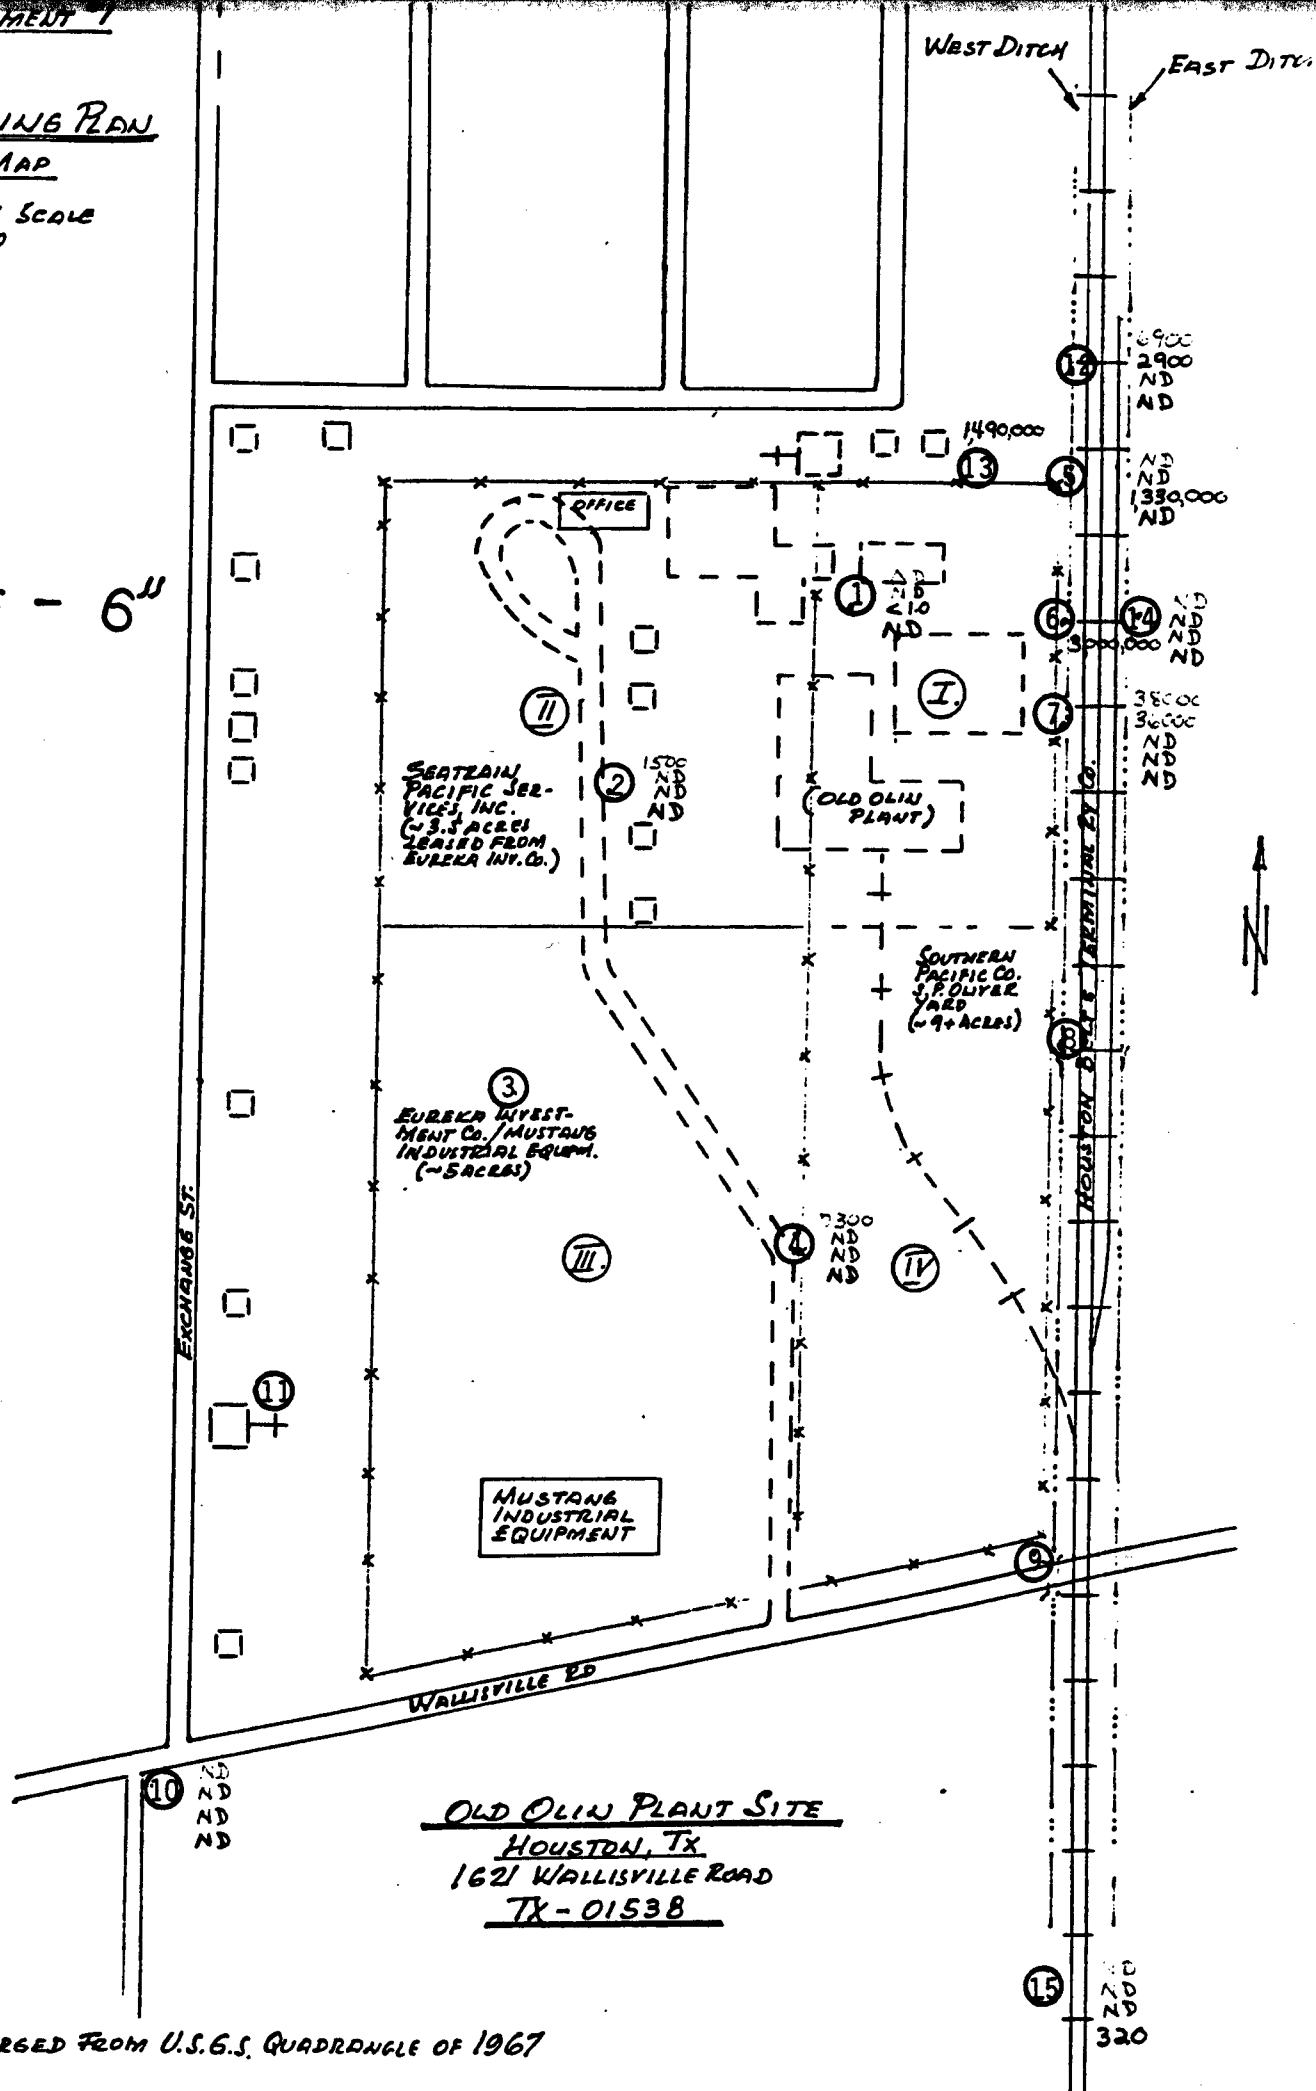 WEST DITCH
ING PLAN
MAP
SCALE
12
6900
2900
ND
ND
13
1,490,000
5
ND
ND
1,330,000
ND
OFFICE
- 6"
1
<10
ND
6
14
3,000,000
ND
ND
I.
7
38000
36000
ND
ND
ND
II
SEATRAIN
PACIFIC SER-
VICES, INC.
(~3.5 ACRES
LEASED FROM
EUREKA INV. CO.)
2
1500
ND
ND
ND
(OLD OLIN
PLANT)
N
SOUTHERN
PACIFIC CO.
S.P. OLIVER
YARD
(~9+ ACRES)
8
HOUSTON BELT & TERMINAL RY CO.
3
EUREKA INVEST-
MENT CO./MUSTANG
INDUSTRIAL EQUIPM.
(~5 ACRES)
EXCHANGE ST.
4
ND
ND
ND
III.
IV
11
MUSTANG
INDUSTRIAL
EQUIPMENT
9
WALLISVILLE RD
10
ND
ND
ND
ND
OLD OLIN PLANT SITE
HOUSTON, TX
1621 WALLISVILLE ROAD
TX-01538
15
ND
320
RGED FROM U.S.G.S. QUADRANGLE OF 1967